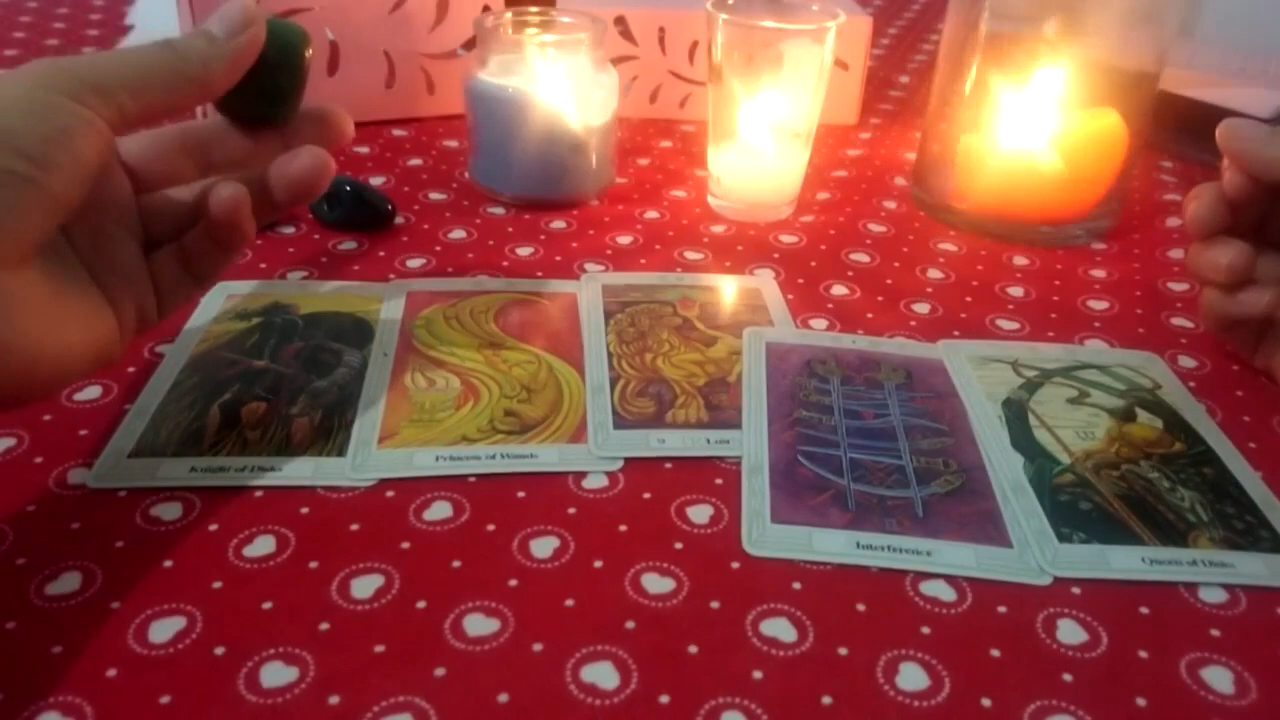 Knight of Disks
Princess of Wands
Lust
Interference
Queen of Disks